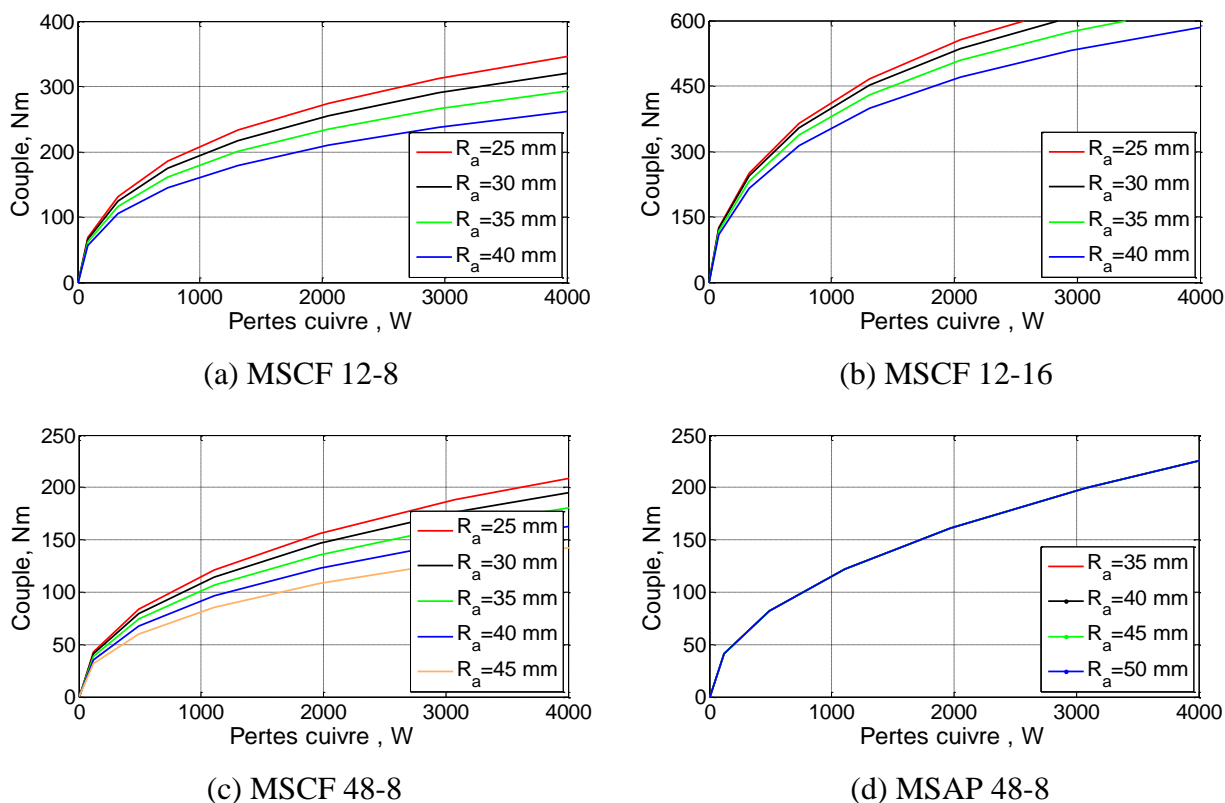 400
300
200
100
0
Couple, Nm
0 1000 2000 3000 4000
Pertes cuivre , W
R_a=25 mm
R_a=30 mm
R_a=35 mm
R_a=40 mm
(a) MSCF 12-8
600
450
300
150
0
Couple, Nm
0 1000 2000 3000 4000
Pertes cuivre , W
R_a=25 mm
R_a=30 mm
R_a=35 mm
R_a=40 mm
(b) MSCF 12-16
250
200
150
100
50
0
Couple, Nm
0 1000 2000 3000 4000
Pertes cuivre , W
R_a=25 mm
R_a=30 mm
R_a=35 mm
R_a=40 mm
R_a=45 mm
(c) MSCF 48-8
250
200
150
100
50
0
Couple, Nm
0 1000 2000 3000 4000
Pertes cuivre , W
R_a=35 mm
R_a=40 mm
R_a=45 mm
R_a=50 mm
(d) MSAP 48-8